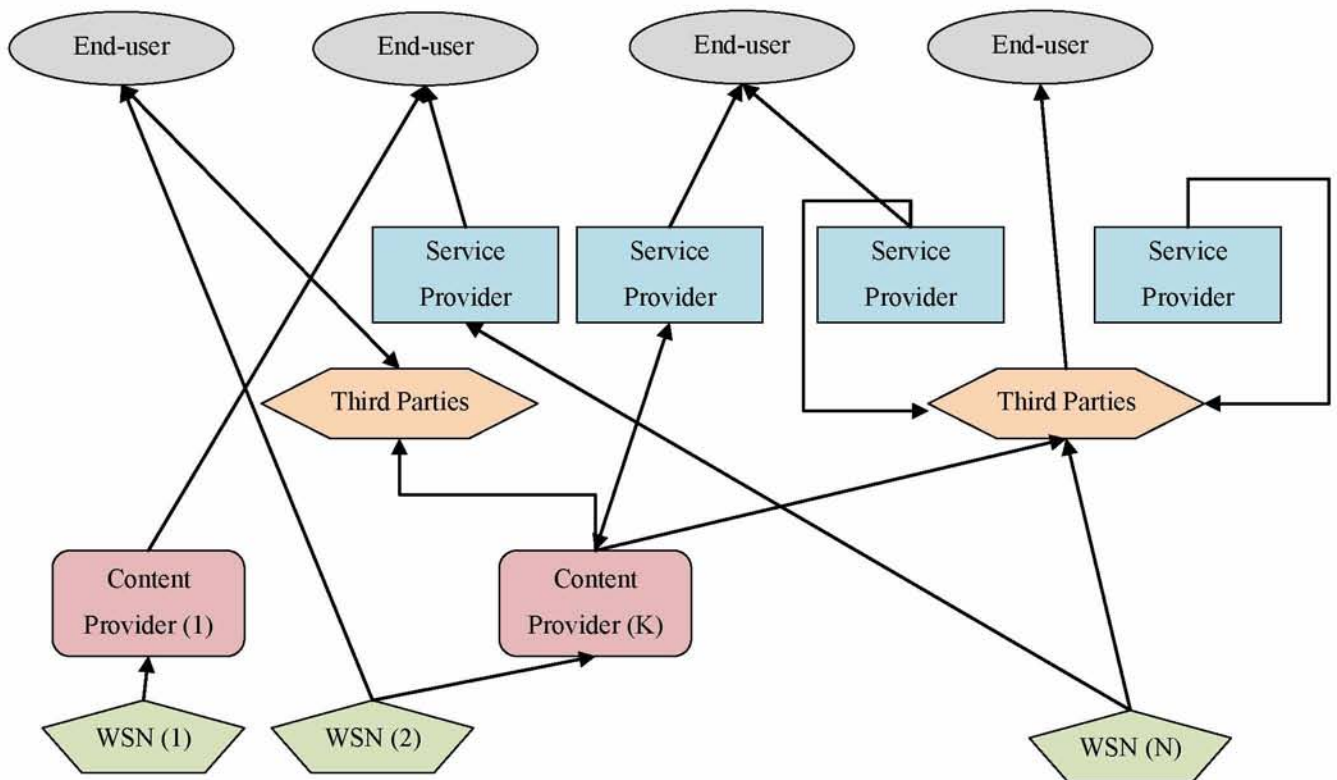 End-user
End-user
End-user
End-user
Service
Provider
Service
Provider
Service
Provider
Service
Provider
Third Parties
Third Parties
Content
Provider (1)
Content
Provider (K)
WSN (1)
WSN (2)
WSN (N)